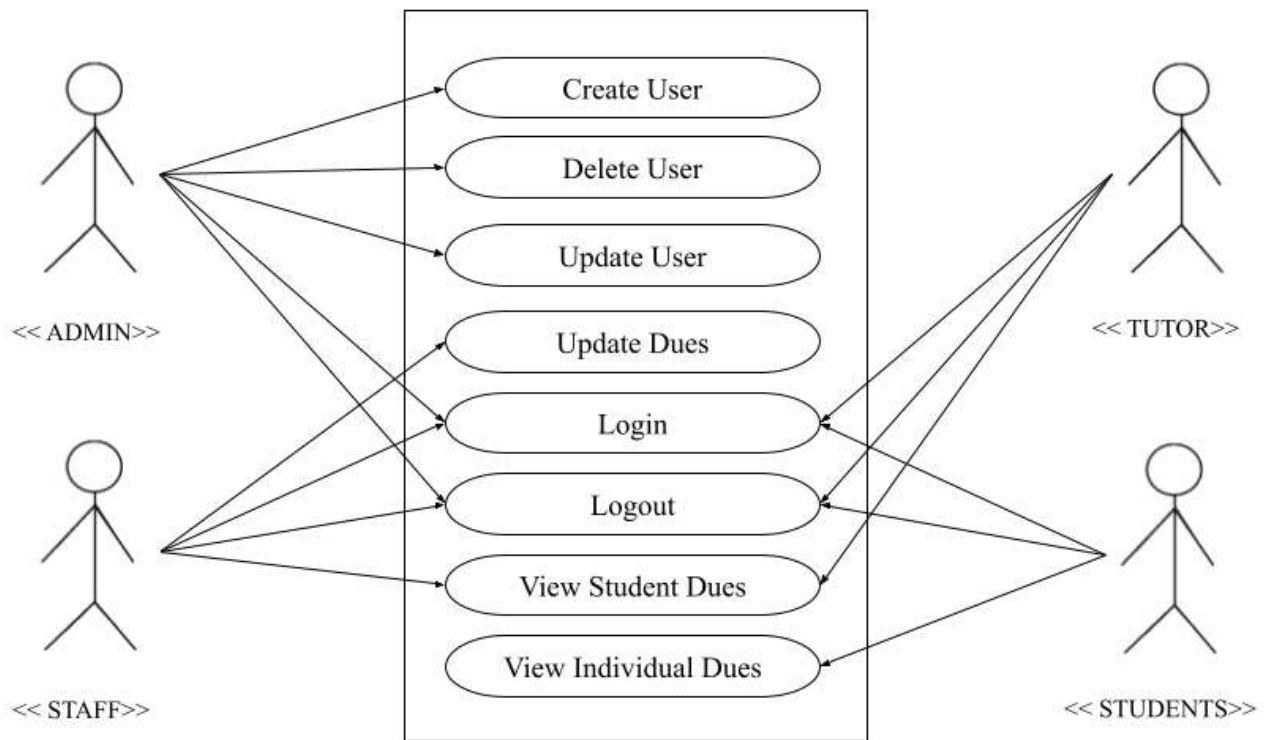 Create User
Delete User
Update User
<< ADMIN>>
<< TUTOR>>
Update Dues
Login
Logout
View Student Dues
View Individual Dues
<< STAFF>>
<< STUDENTS>>